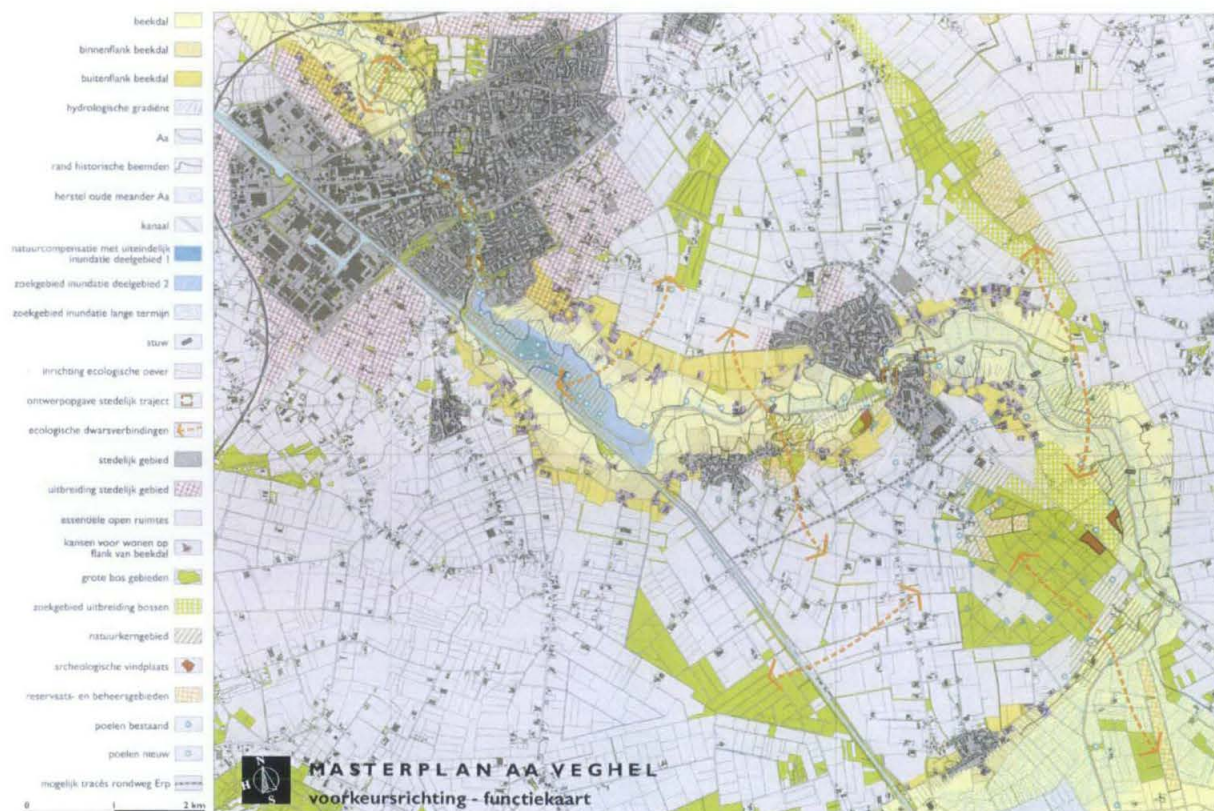 beekdal
binnenflank beekdal
buitenflank beekdal
hydrologische gradiënt
Aa
rand historische beemden
herstel oude meander Aa
kanaal
natuurcompensatie met uiteindelijk
inundatie deelgebied 1
zoekgebied inundatie deelgebied 2
zoekgebied inundatie lange termijn
stuw
inrichting ecologische oever
ontwerpopgave stedelijk traject
ecologische dwarsverbindingen
stedelijk gebied
uitbreiding stedelijk gebied
essentiële open ruimtes
kansen voor wonen op
flank van beekdal
grote bos gebieden
zoekgebied uitbreiding bossen
natuurkerngebied
archeologische vindplaats
reservaats- en beheersgebieden
poelen bestaand
poelen nieuw
mogelijk tracés rondweg Erp
0 1 2 km
N
S
MASTERPLAN AA VEGHEL
voorkeursrichting - functiekaart